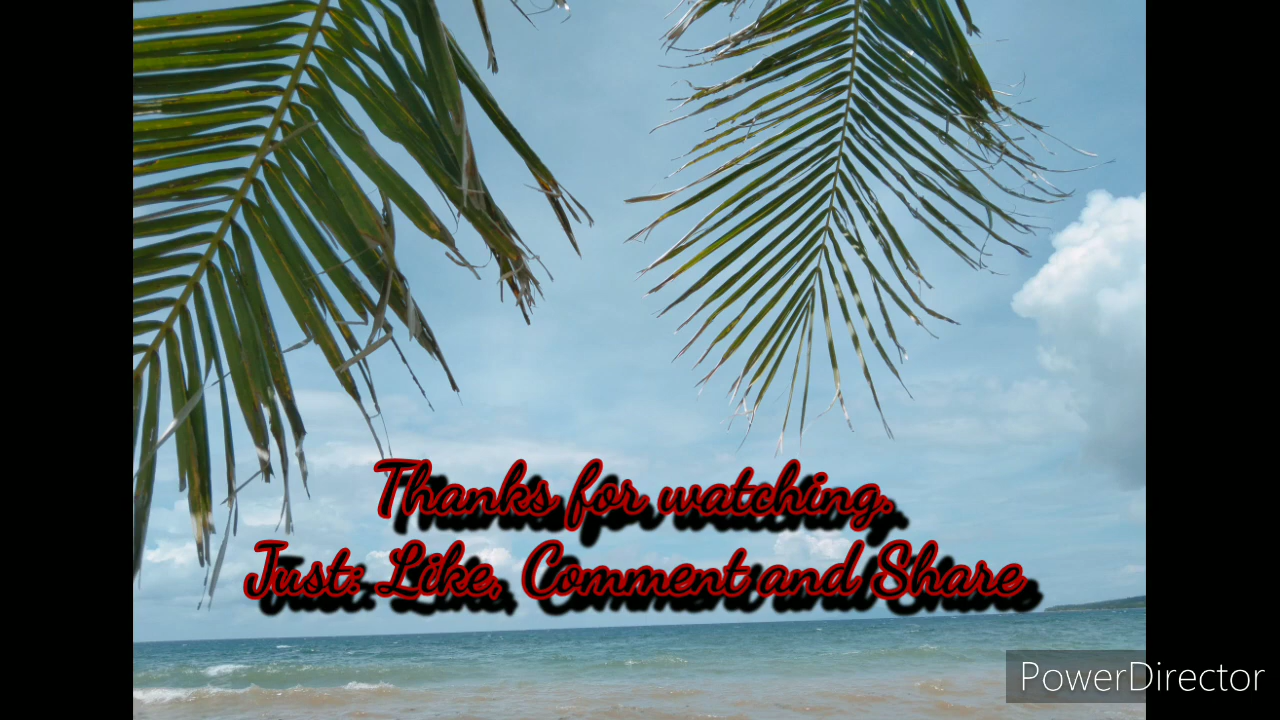 Thanks for watching.
Just: Like, Comment and Share
PowerDirector